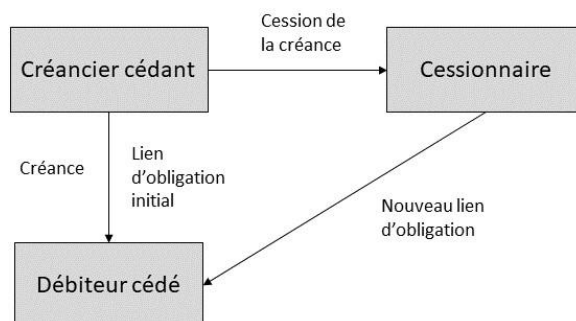 Cession de
la créance
Créancier cédant
Cessionnaire
Créance
Lien
d'obligation
initial
Nouveau lien
d'obligation
Débiteur cédé